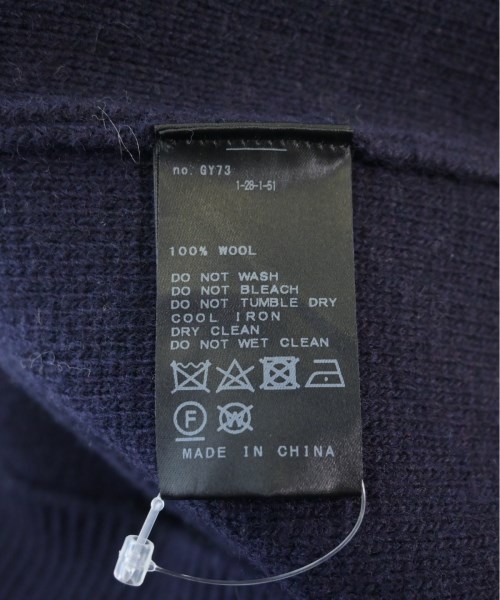 no. GY73
1-28-1-51
100% WOOL
DO NOT WASH
DO NOT BLEACH
DO NOT TUMBLE DRY
COOL IRON
DRY CLEAN
DO NOT WET CLEAN
F W
MADE IN CHINA